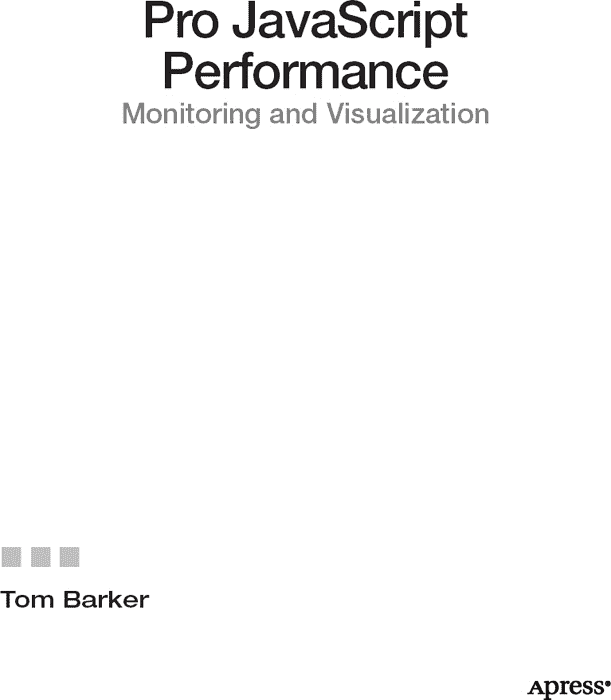 Pro JavaScript
Performance
Monitoring and Visualization
Tom Barker
Apress®